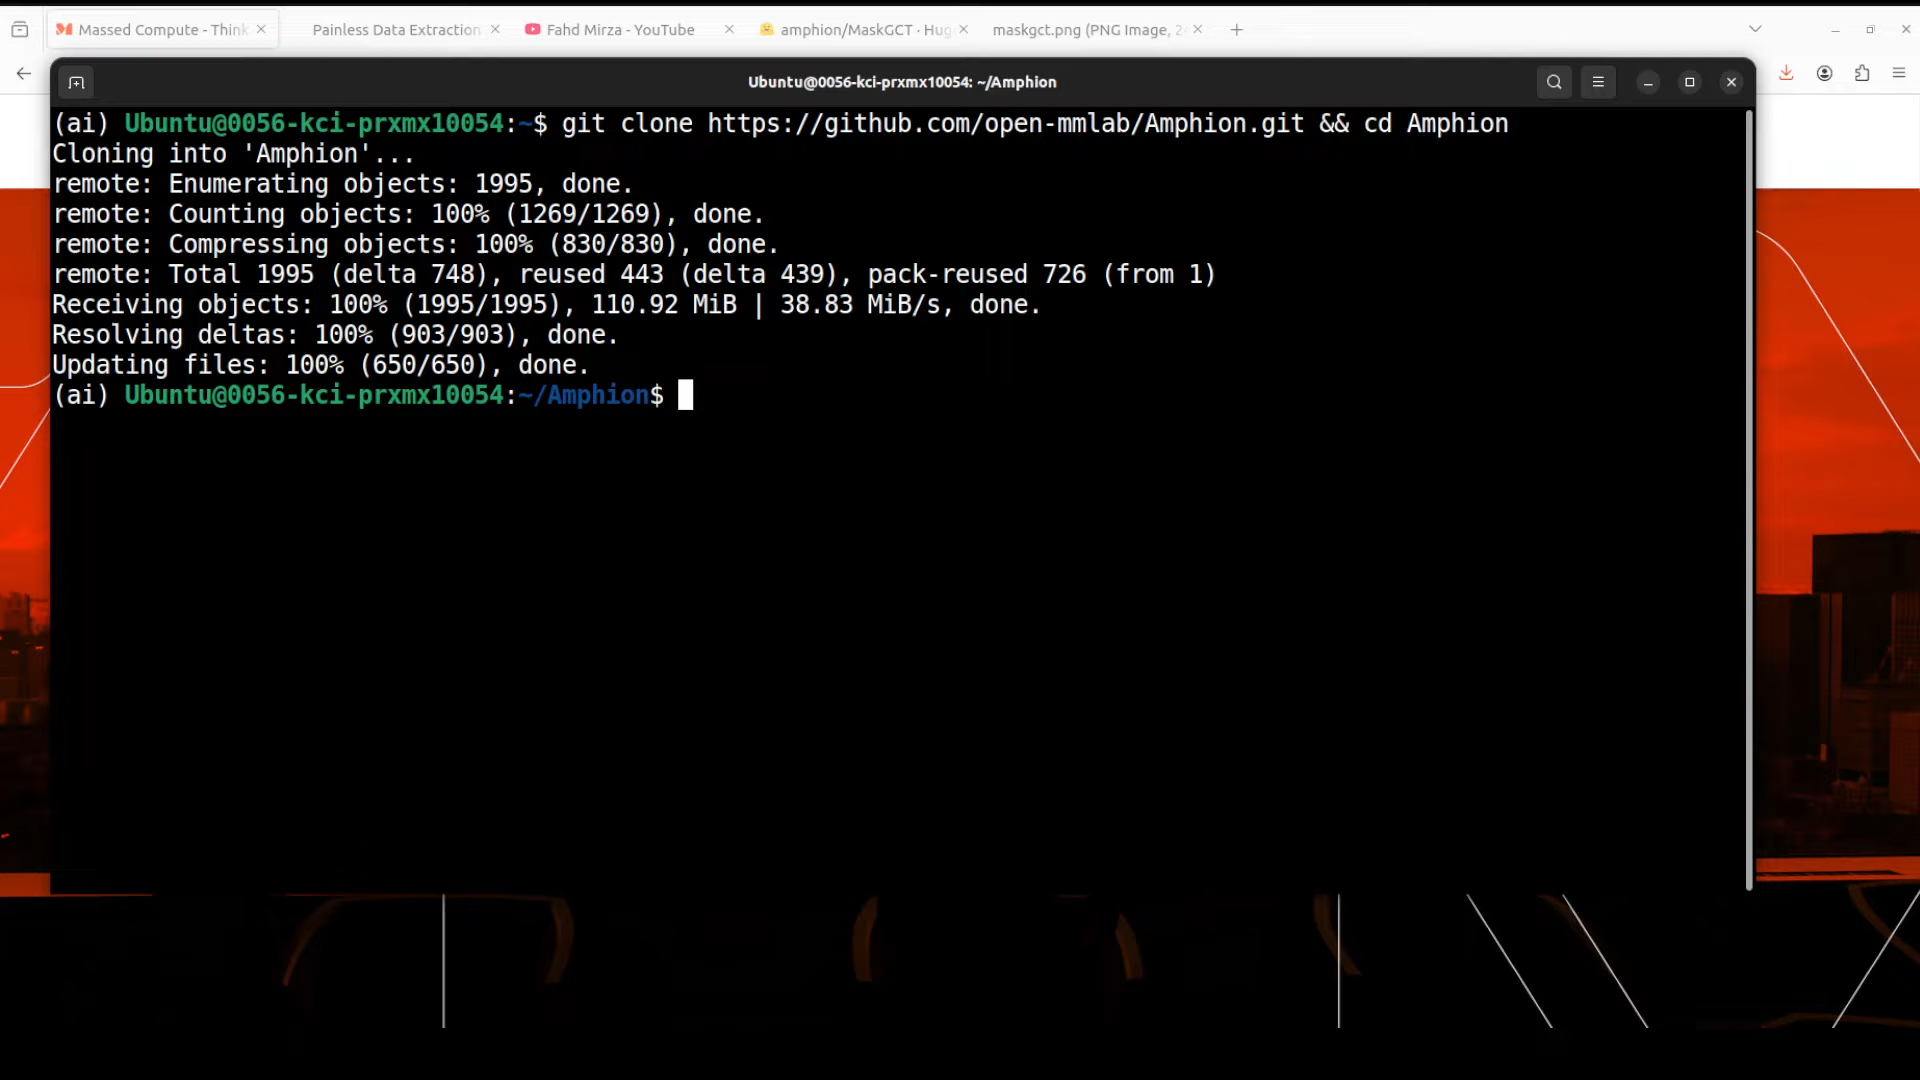 Massed Compute - Think
Painless Data Extraction
Fahd Mirza - YouTube
amphion/MaskGCT · Hug
maskgct.png (PNG Image, 2
Ubuntu@0056-kci-prxmx10054: ~/Amphion
(ai) Ubuntu@0056-kci-prxmx10054:~$ git clone https://github.com/open-mmlab/Amphion.git && cd Amphion
Cloning into 'Amphion'...
remote: Enumerating objects: 1995, done.
remote: Counting objects: 100% (1269/1269), done.
remote: Compressing objects: 100% (830/830), done.
remote: Total 1995 (delta 748), reused 443 (delta 439), pack-reused 726 (from 1)
Receiving objects: 100% (1995/1995), 110.92 MiB | 38.83 MiB/s, done.
Resolving deltas: 100% (903/903), done.
Updating files: 100% (650/650), done.
(ai) Ubuntu@0056-kci-prxmx10054:~/Amphion$